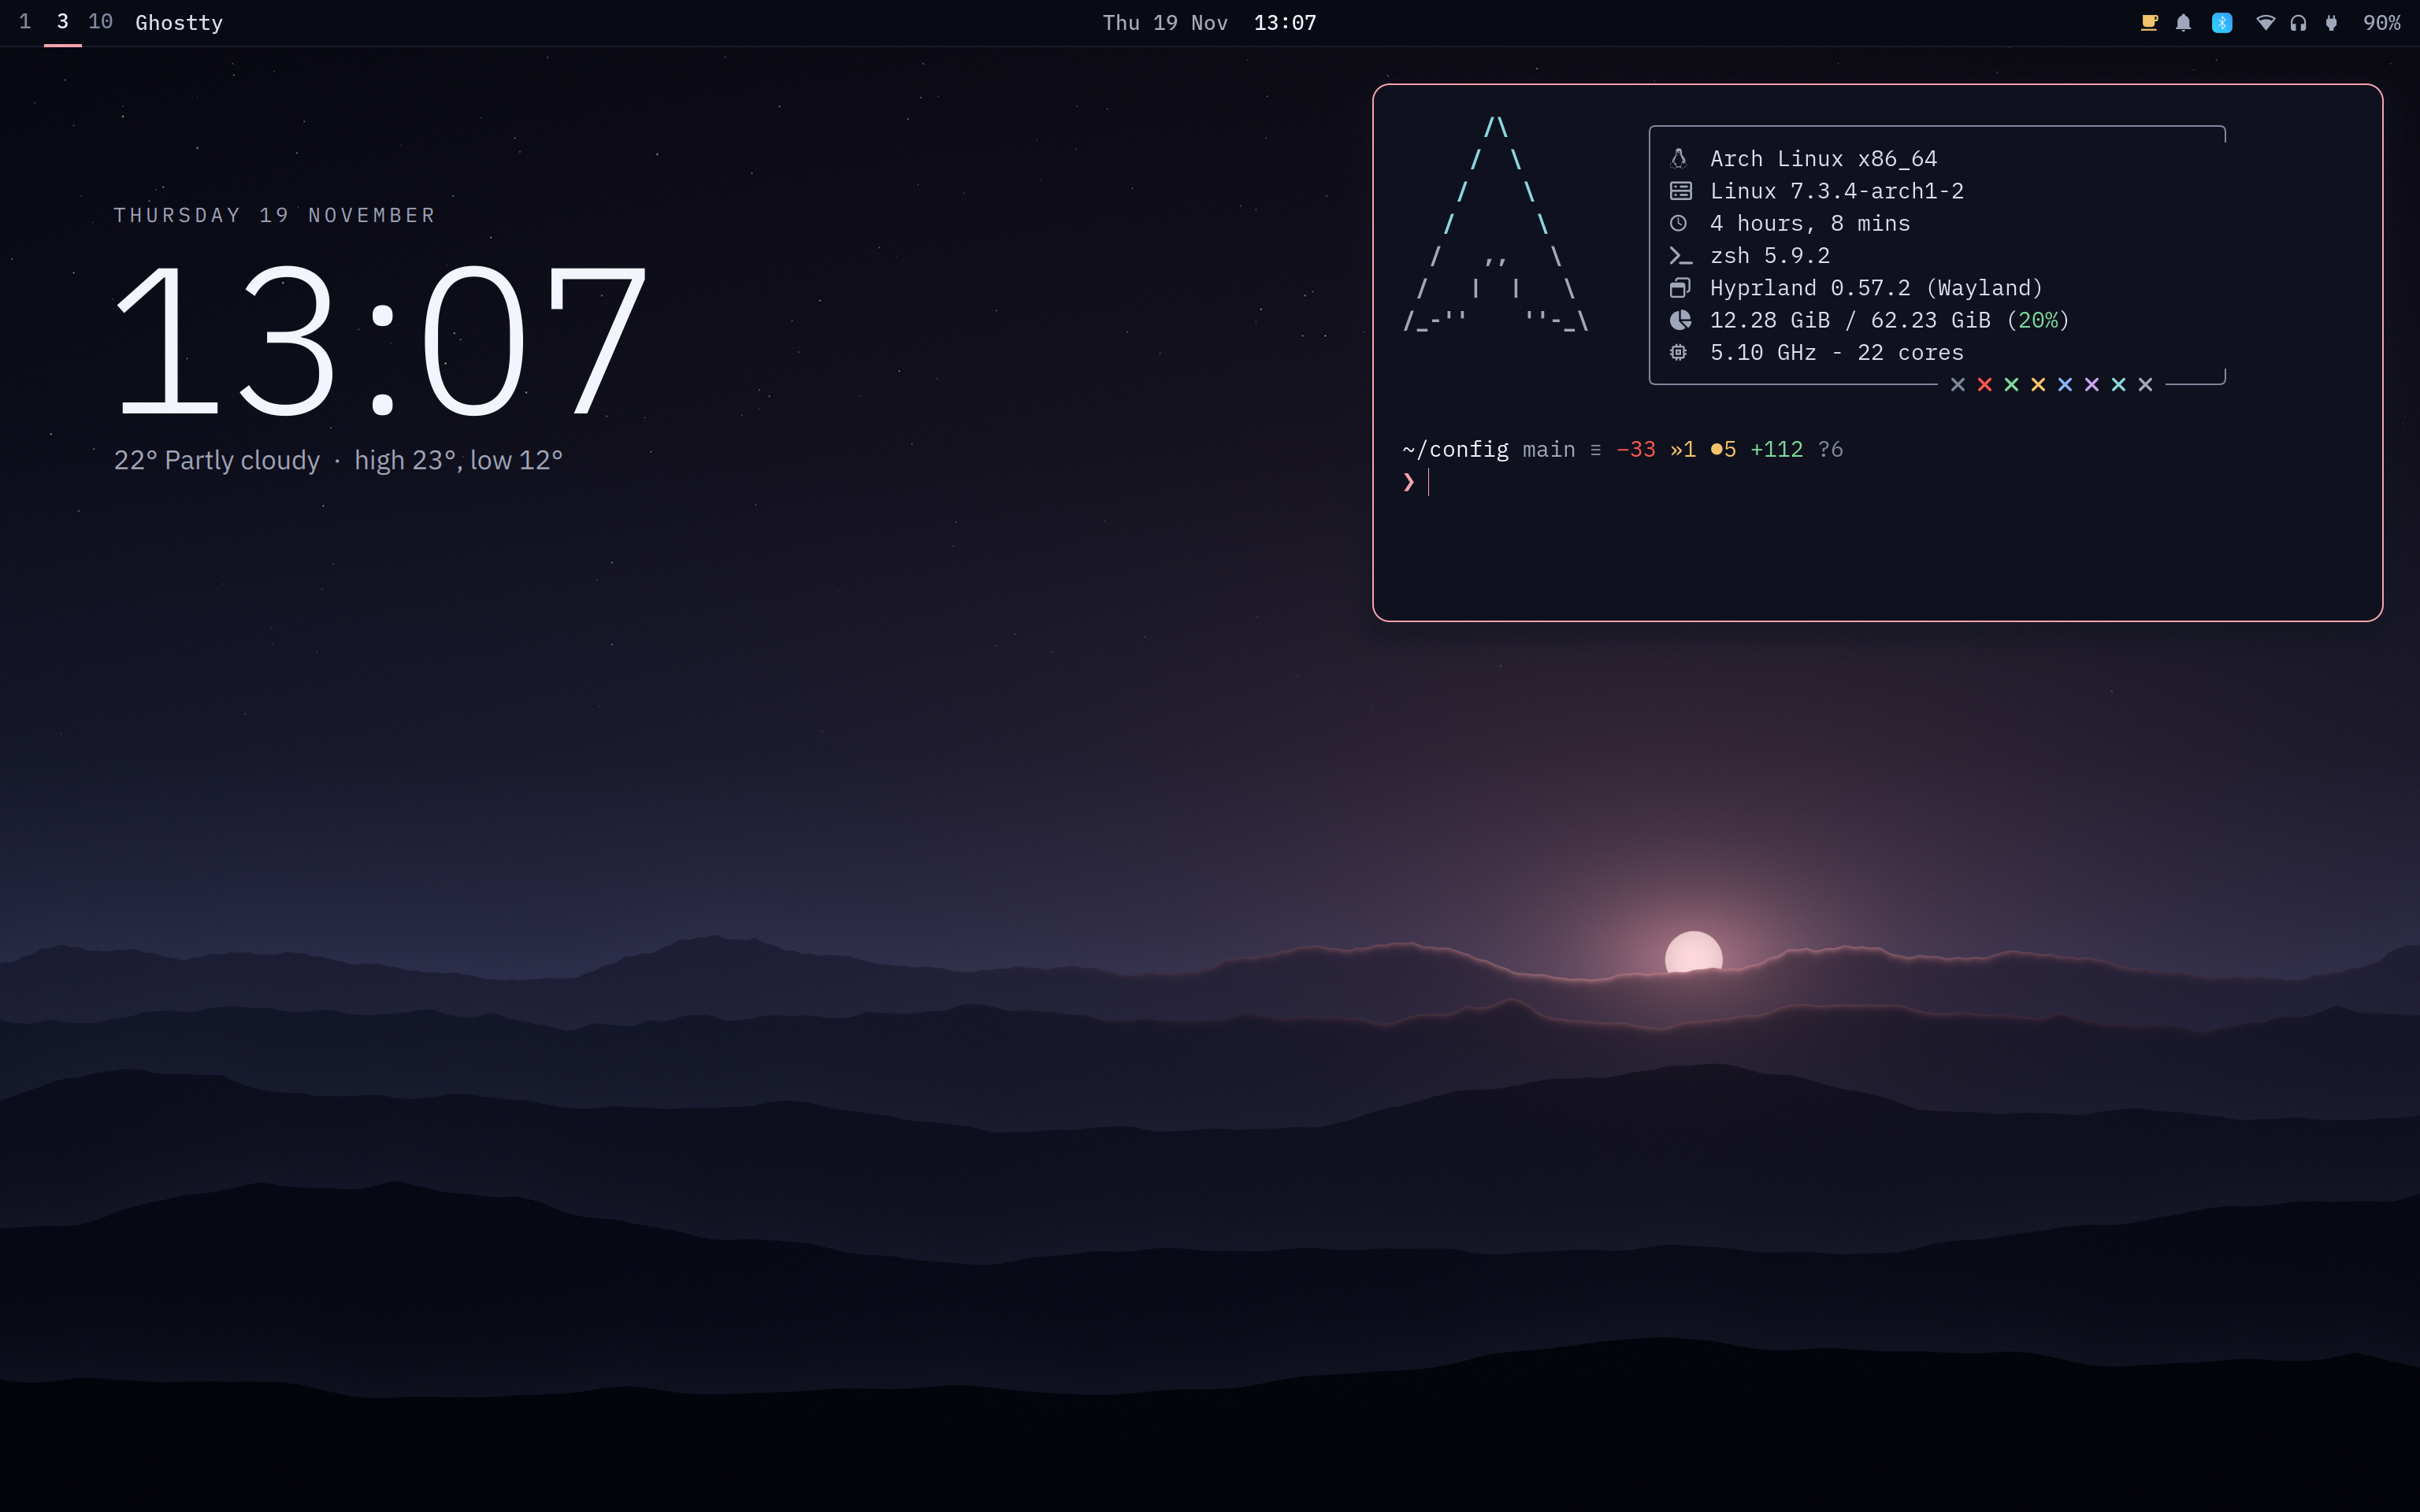 1 3 10 Ghostty
Thu 19 Nov 13:07
90%
THURSDAY 19 NOVEMBER
13:07
22° Partly cloudy · high 23°, low 12°
Arch Linux x86_64
Linux 7.3.4-arch1-2
4 hours, 8 mins
zsh 5.9.2
Hyprland 0.57.2 (Wayland)
12.28 GiB / 62.23 GiB (20%)
5.10 GHz - 22 cores
~/config main ≡ −33 »1 ●5 +112 ?6
❯